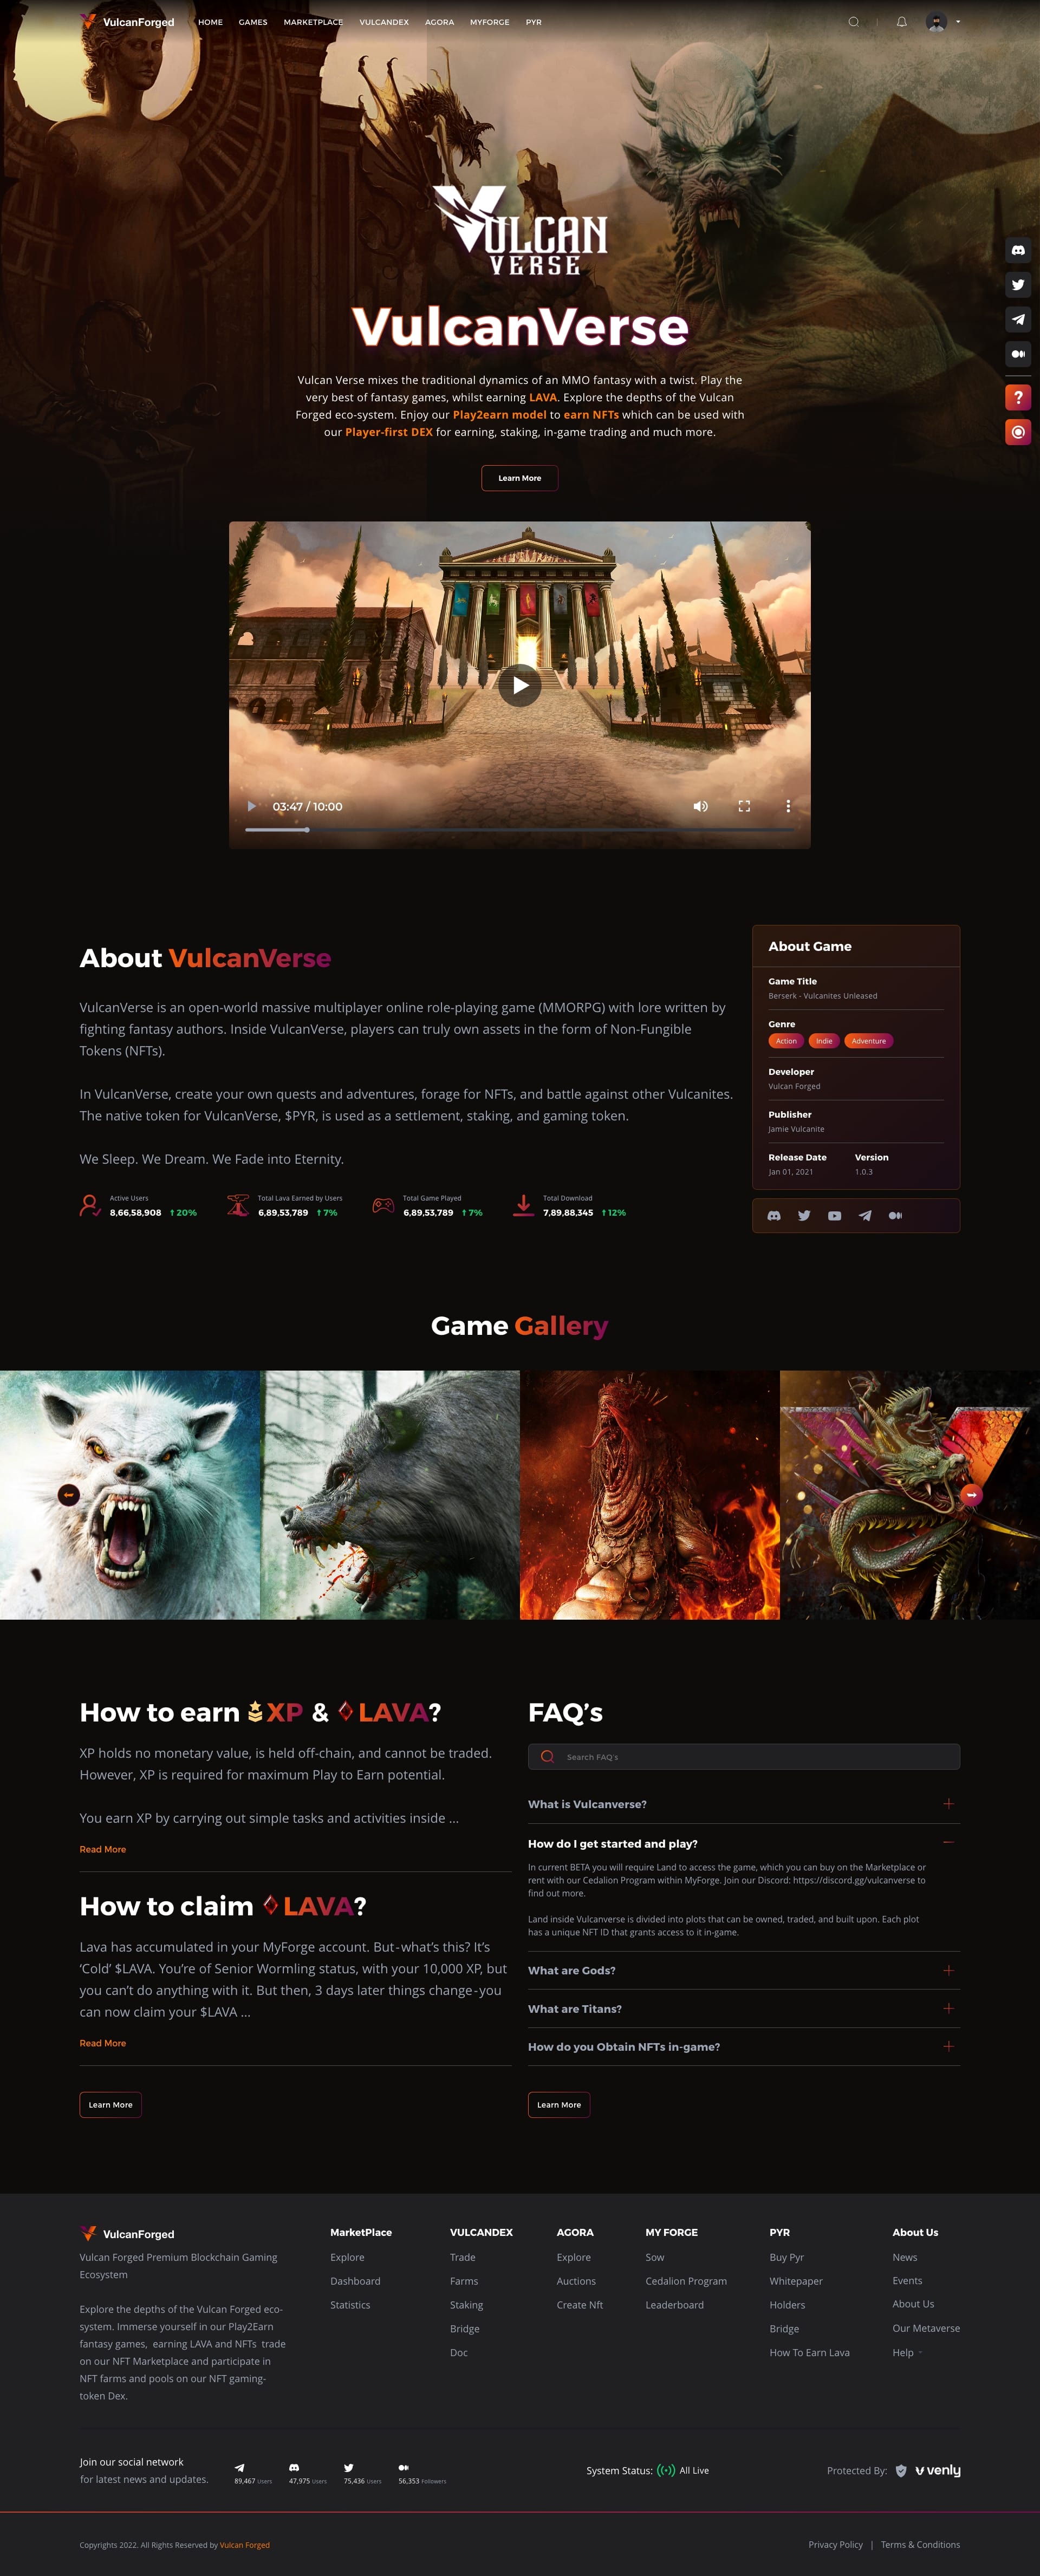 VulcanForged
HOME GAMES MARKETPLACE VULCANDEX AGORA MYFORGE PYR
VULCAN
VERSE
VulcanVerse
Vulcan Verse mixes the traditional dynamics of an MMO fantasy with a twist. Play the
very best of fantasy games, whilst earning LAVA. Explore the depths of the Vulcan
Forged eco-system. Enjoy our Play2earn model to earn NFTs which can be used with
our Player-first DEX for earning, staking, in-game trading and much more.
Learn More
03:47 / 10:00
About VulcanVerse
VulcanVerse is an open-world massive multiplayer online role-playing game (MMORPG) with lore written by
fighting fantasy authors. Inside VulcanVerse, players can truly own assets in the form of Non-Fungible
Tokens (NFTs).
In VulcanVerse, create your own quests and adventures, forage for NFTs, and battle against other Vulcanites.
The native token for VulcanVerse, $PYR, is used as a settlement, staking, and gaming token.
We Sleep. We Dream. We Fade into Eternity.
Active Users
8,66,58,908 ↑ 20%
Total Lava Earned by Users
6,89,53,789 ↑ 7%
Total Game Played
6,89,53,789 ↑ 7%
Total Download
7,89,88,345 ↑ 12%
About Game
Game Title
Berserk - Vulcanites Unleased
Genre
Action Indie Adventure
Developer
Vulcan Forged
Publisher
Jamie Vulcanite
Release Date Version
Jan 01, 2021 1.0.3
Game Gallery
How to earn XP & LAVA?
XP holds no monetary value, is held off-chain, and cannot be traded.
However, XP is required for maximum Play to Earn potential.
You earn XP by carrying out simple tasks and activities inside ...
Read More
How to claim LAVA?
Lava has accumulated in your MyForge account. But-what's this? It's
‘Cold’ $LAVA. You’re of Senior Wormling status, with your 10,000 XP, but
you can’t do anything with it. But then, 3 days later things change-you
can now claim your $LAVA ...
Read More
Learn More
FAQ’s
Search FAQ's
What is Vulcanverse?
How do I get started and play?
In current BETA you will require Land to access the game, which you can buy on the Marketplace or
rent with our Cedalion Program within MyForge. Join our Discord: https://discord.gg/vulcanverse to
find out more.
Land inside Vulcanverse is divided into plots that can be owned, traded, and built upon. Each plot
has a unique NFT ID that grants access to it in-game.
What are Gods?
What are Titans?
How do you Obtain NFTs in-game?
Learn More
VulcanForged
Vulcan Forged Premium Blockchain Gaming
Ecosystem
Explore the depths of the Vulcan Forged eco-
system. Immerse yourself in our Play2Earn
fantasy games, earning LAVA and NFTs trade
on our NFT Marketplace and participate in
NFT farms and pools on our NFT gaming-
token Dex.
MarketPlace
Explore
Dashboard
Statistics
VULCANDEX
Trade
Farms
Staking
Bridge
Doc
AGORA
Explore
Auctions
Create Nft
MY FORGE
Sow
Cedalion Program
Leaderboard
PYR
Buy Pyr
Whitepaper
Holders
Bridge
How To Earn Lava
About Us
News
Events
About Us
Our Metaverse
Help
Join our social network
for latest news and updates.
89,467 Users
47,975 Users
75,436 Users
56,353 Followers
System Status: All Live
Protected By: venly
Copyrights 2022. All Rights Reserved by Vulcan Forged
Privacy Policy | Terms & Conditions